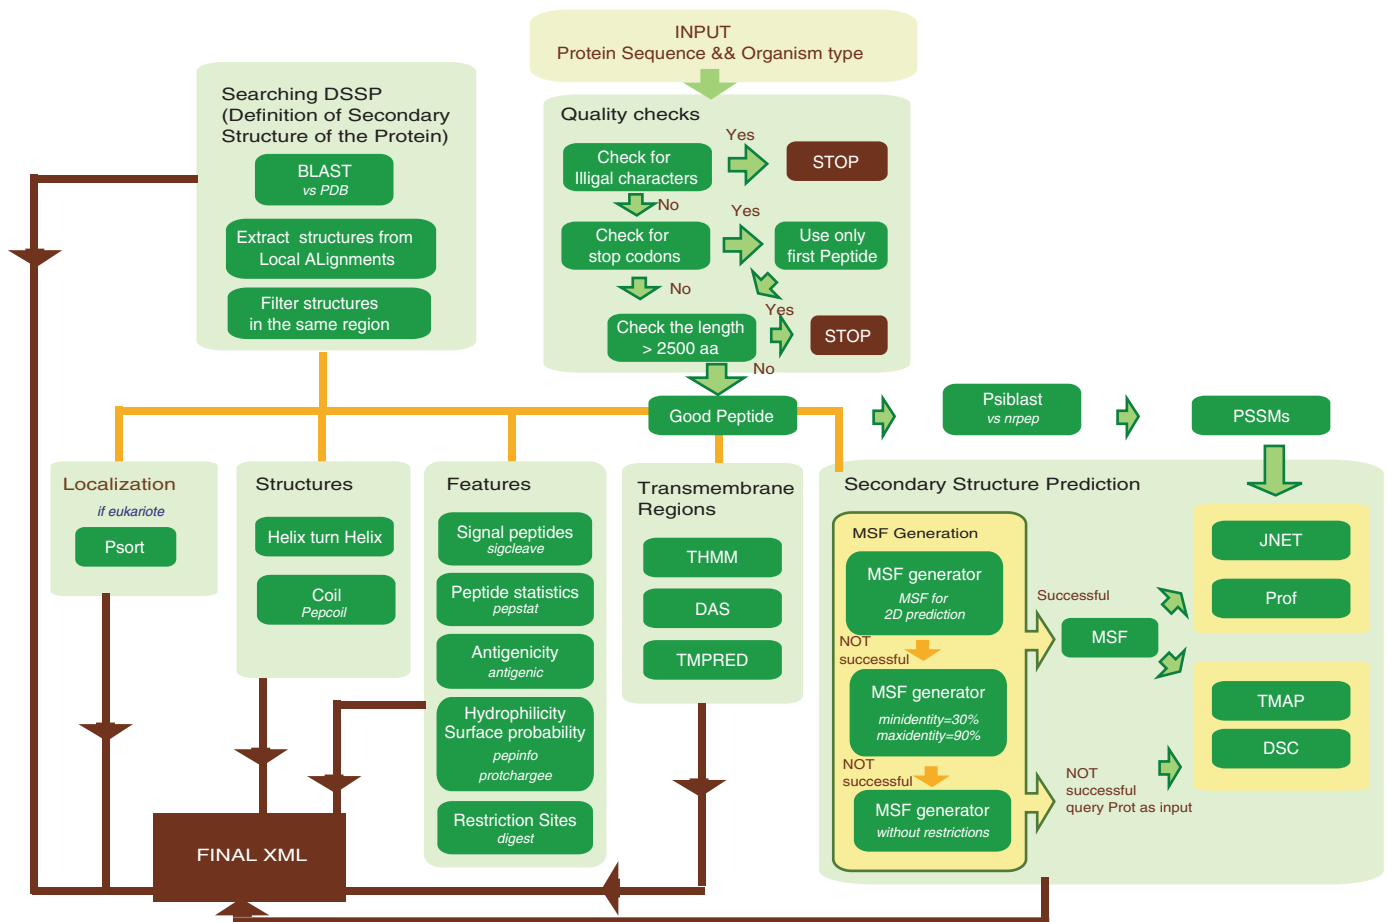 INPUT
Protein Sequence && Organism type
Searching DSSP
(Definition of Secondary
Structure of the Protein)
BLAST
vs PDB
Extract structures from
Local ALignments
Filter structures
in the same region
Quality checks
Yes
Check for
Illigal characters
STOP
No
Yes
Check for
stop codons
Use only
first Peptide
No
Yes
Check the length
> 2500 aa
STOP
No
Good Peptide
Psiblast
vs nrpep
PSSMs
Localization
if eukariote
Psort
Structures
Helix turn Helix
Coil
Pepcoil
Features
Signal peptides
sigcleave
Peptide statistics
pepstat
Antigenicity
antigenic
Hydrophilicity
Surface probability
pepinfo
protchargee
Restriction Sites
digest
Transmembrane
Regions
THMM
DAS
TMPRED
Secondary Structure Prediction
MSF Generation
MSF generator
MSF for
2D prediction
NOT
successful
MSF generator
minidentity=30%
maxidentity=90%
NOT
successful
MSF generator
without restrictions
Successful
MSF
NOT
successful
query Prot as input
JNET
Prof
TMAP
DSC
FINAL XML